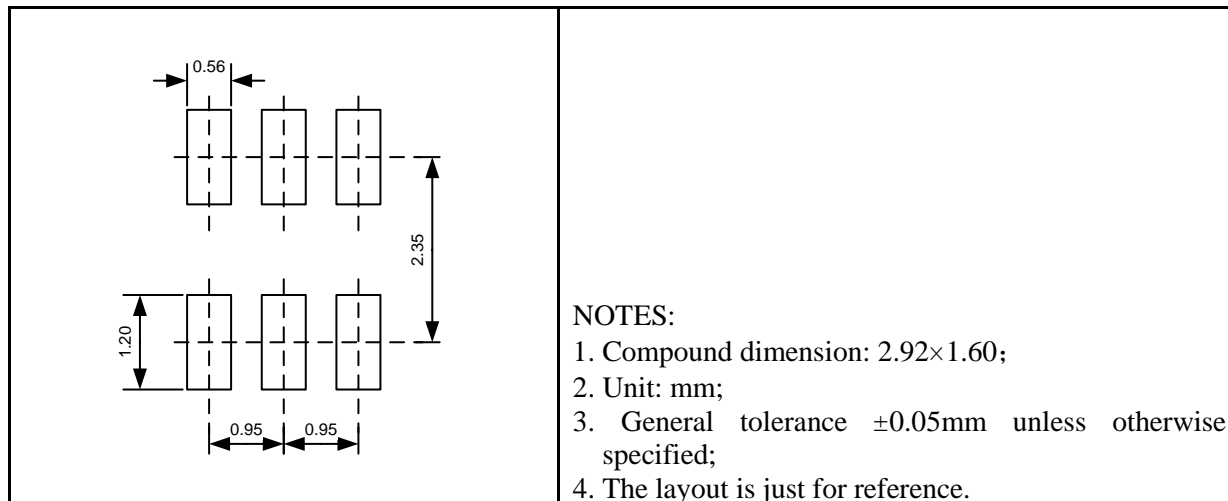 0.56
2.35
1.20
0.95 0.95
NOTES:
1. Compound dimension: 2.92×1.60；
2. Unit: mm;
3. General tolerance ±0.05mm unless otherwise
specified;
4. The layout is just for reference.